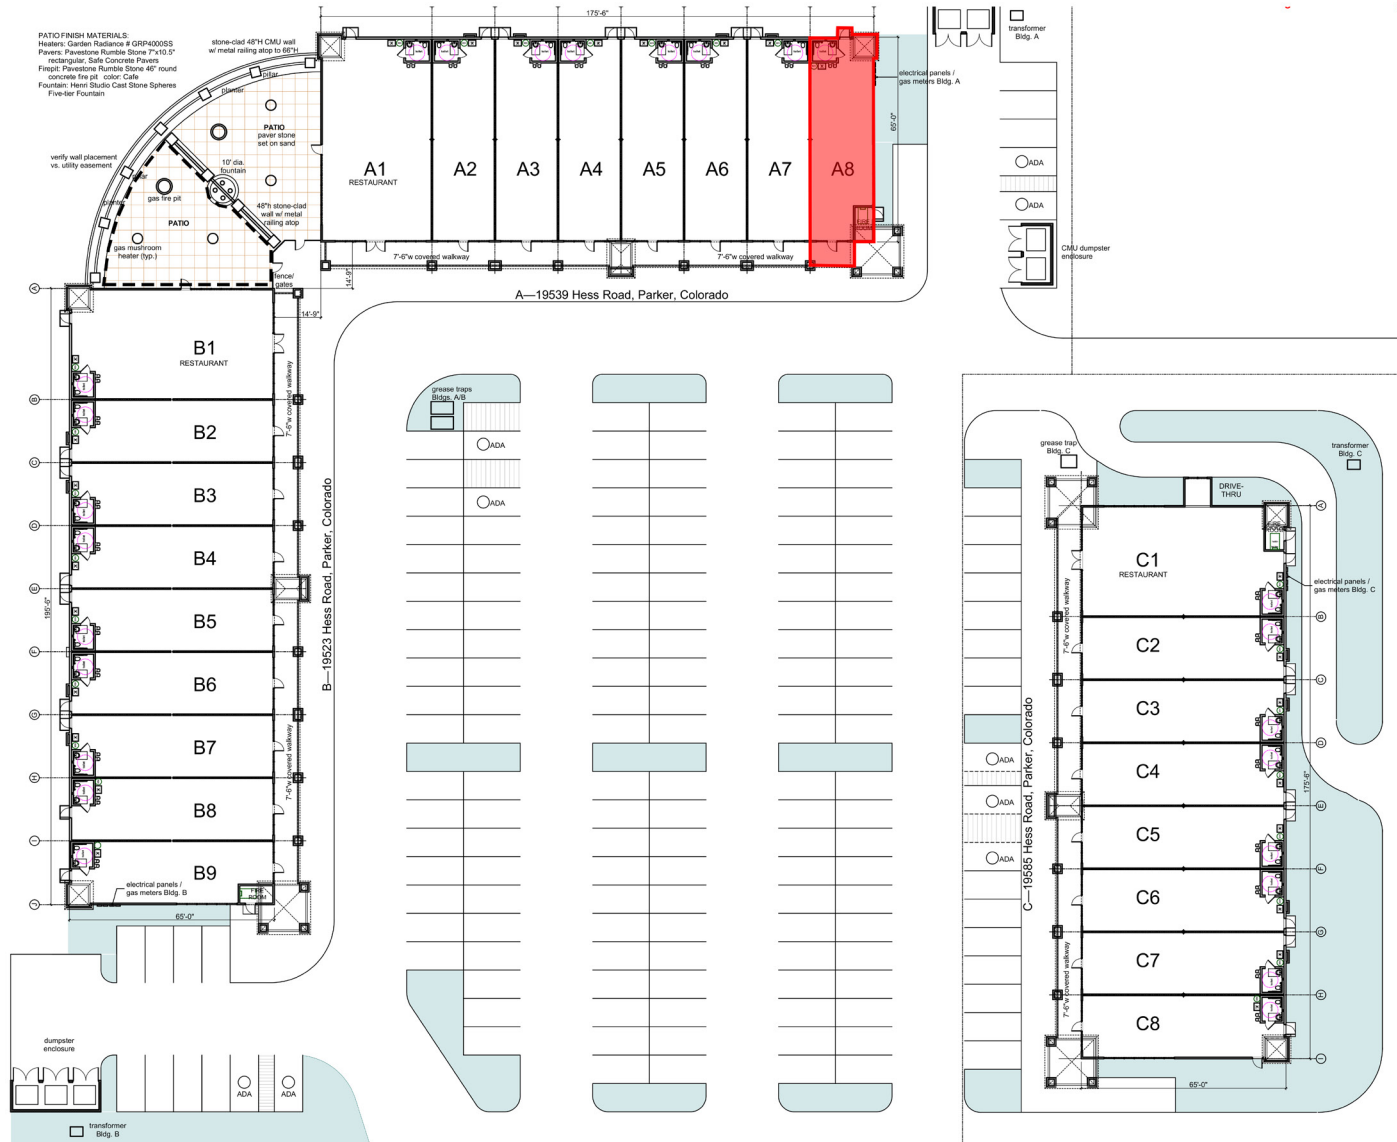 PATIO FINISH MATERIALS:
Heaters: Garden Radiance # GRP4000SS
Pavers: Pavestone Rumble Stone 7"x10.5"
rectangular, Safe Concrete Pavers
Firepit: Pavestone Rumble Stone 46" round
concrete fire pit color: Cafe
Fountain: Henri Studio Cast Stone Spheres
Five-tier Fountain
stone-clad 48"H CMU wall
w/ metal railing atop to 66"H
pillar
planter
PATIO
paver stone
set on sand
verify wall placement
vs. utility easement
10' dia.
fountain
planter
gas fire pit
48"h stone-clad
wall w/ metal
railing atop
PATIO
gas mushroom
heater (typ.)
fence/
gates
175'-6"
A1
RESTAURANT
A2
A3
A4
A5
A6
A7
A8
65'-0"
electrical panels /
gas meters Bldg. A
7'-6"w covered walkway
7'-6"w covered walkway
14'-9"
14'-9"
A—19539 Hess Road, Parker, Colorado
transformer
Bldg. A
ADA
ADA
CMU dumpster
enclosure
A
B
C
D
E
F
G
H
I
J
195'-6"
B1
RESTAURANT
B2
B3
B4
B5
B6
B7
B8
B9
7'-6"w covered walkway
7'-6"w covered walkway
B—19523 Hess Road, Parker, Colorado
electrical panels /
gas meters Bldg. B
FIRE
ROOM
65'-0"
dumpster
enclosure
transformer
Bldg. B
ADA
ADA
grease traps
Bldgs. A/B
ADA
ADA
grease trap
Bldg. C
DRIVE-
THRU
transformer
Bldg. C
C1
RESTAURANT
C2
C3
C4
C5
C6
C7
C8
electrical panels /
gas meters Bldg. C
7'-6"w covered walkway
7'-6"w covered walkway
C—19585 Hess Road, Parker, Colorado
ADA
ADA
ADA
A
B
C
D
E
F
G
H
I
175'-6"
65'-0"